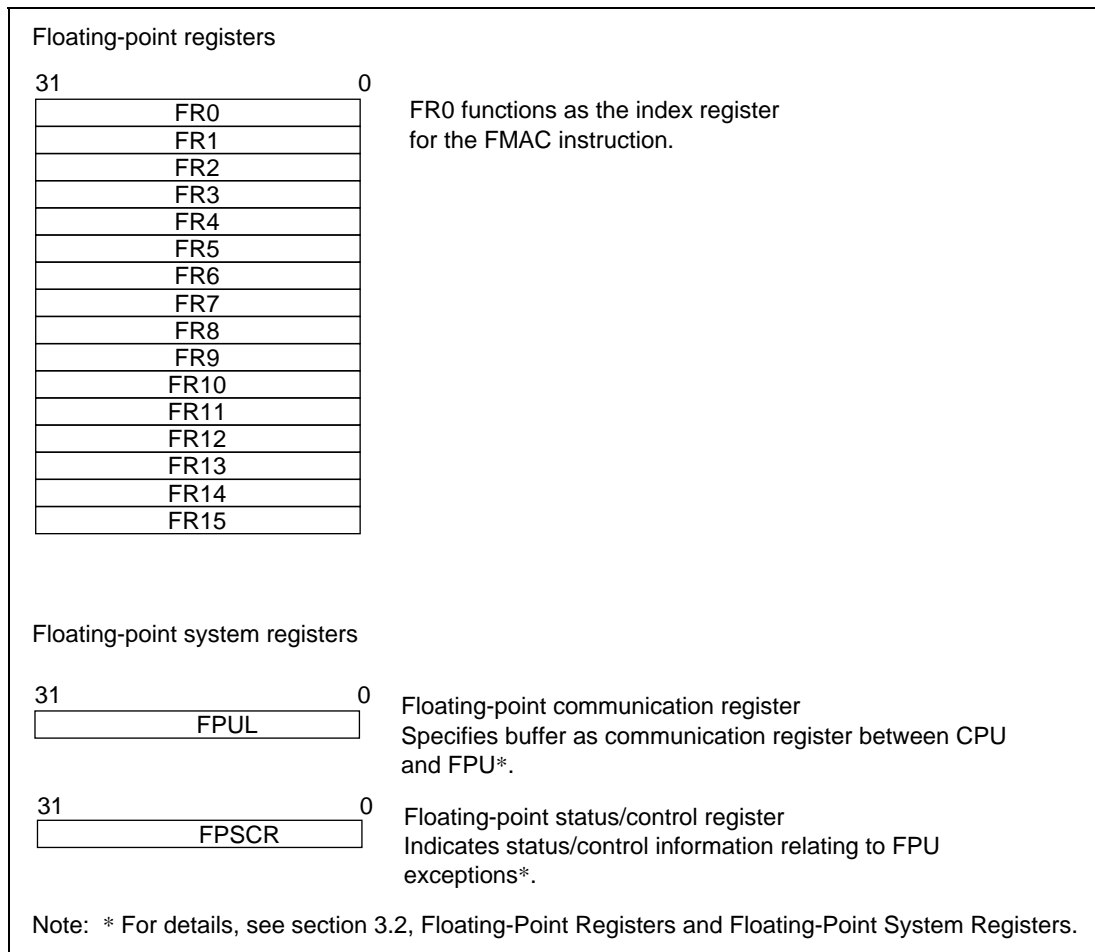 Floating-point registers
31 0
FR0
FR0 functions as the index register
FR1
for the FMAC instruction.
FR2
FR3
FR4
FR5
FR6
FR7
FR8
FR9
FR10
FR11
FR12
FR13
FR14
FR15
Floating-point system registers
31 0
FPUL
Floating-point communication register
Specifies buffer as communication register between CPU
and FPU*.
31 0
FPSCR
Floating-point status/control register
Indicates status/control information relating to FPU
exceptions*.
Note: * For details, see section 3.2, Floating-Point Registers and Floating-Point System Registers.